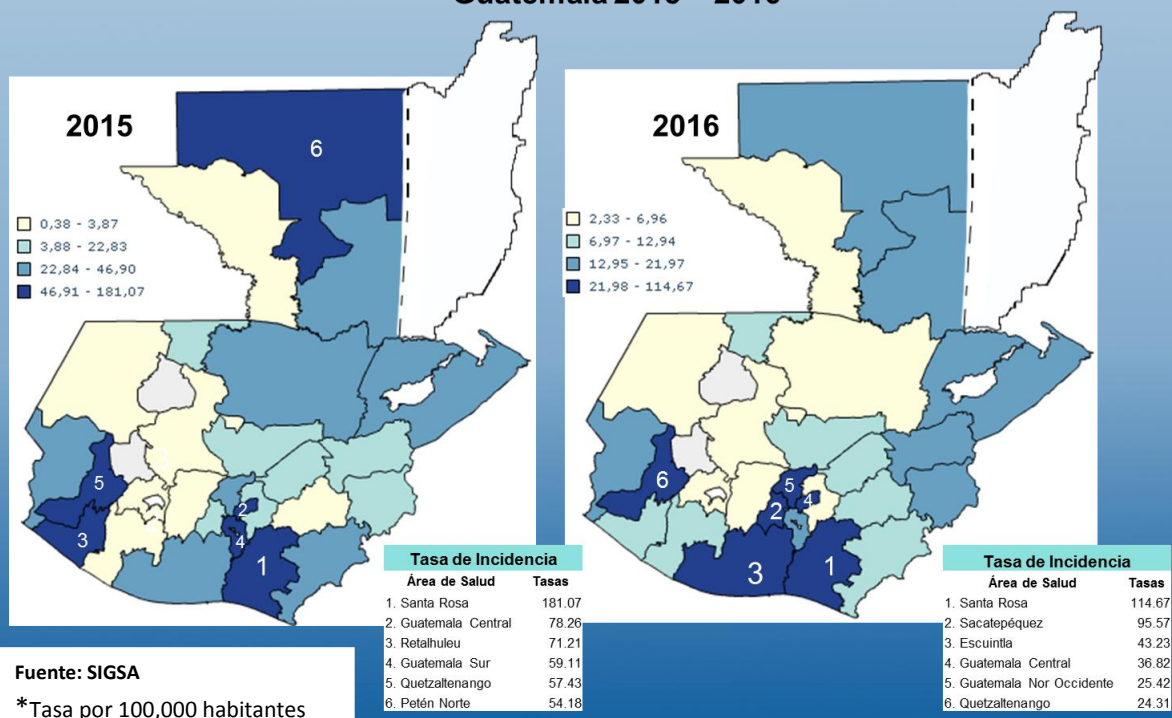 2015
6
0,38 - 3,87
3,88 - 22,83
22,84 - 46,90
46,91 - 181,07
5
3
2
4
1
Tasa de Incidencia
Área de Salud Tasas
1. Santa Rosa 181.07
2. Guatemala Central 78.26
3. Retalhuleu 71.21
4. Guatemala Sur 59.11
5. Quetzaltenango 57.43
6. Petén Norte 54.18
2016
2,33 - 6,96
6,97 - 12,94
12,95 - 21,97
21,98 - 114,67
6
5
4
2
3
1
Tasa de Incidencia
Área de Salud Tasas
1. Santa Rosa 114.67
2. Sacatepéquez 95.57
3. Escuintla 43.23
4. Guatemala Central 36.82
5. Guatemala Nor Occidente 25.42
6. Quetzaltenango 24.31
Fuente: SIGSA
*Tasa por 100,000 habitantes